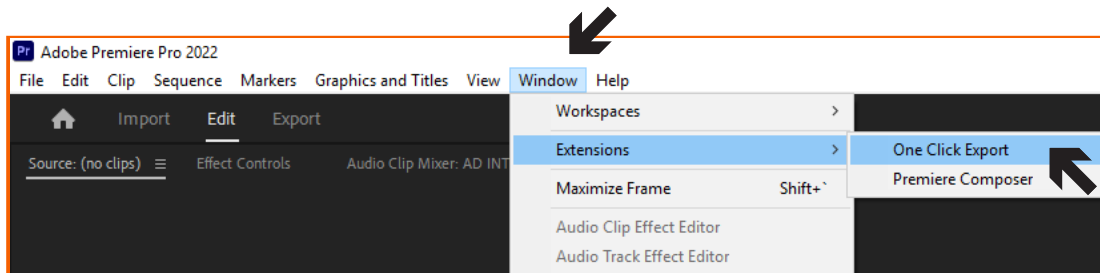 Pr Adobe Premiere Pro 2022
File Edit Clip Sequence Markers Graphics and Titles View Window Help
Import Edit Export
Source: (no clips) Effect Controls Audio Clip Mixer: AD INT
Workspaces
Extensions
Maximize Frame Shift+`
Audio Clip Effect Editor
Audio Track Effect Editor
One Click Export
Premiere Composer